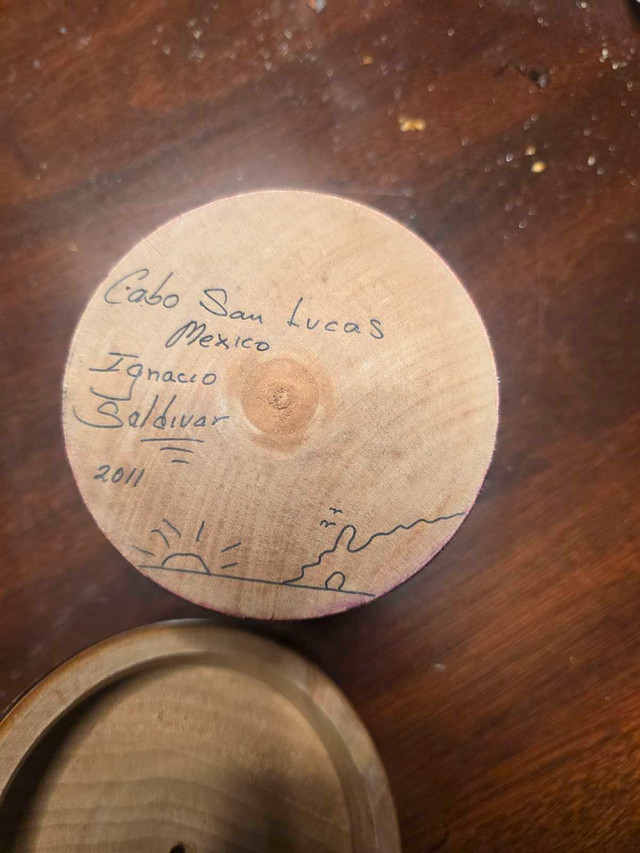 Cabo San Lucas
Mexico
Ignacio
Saldivar
2011